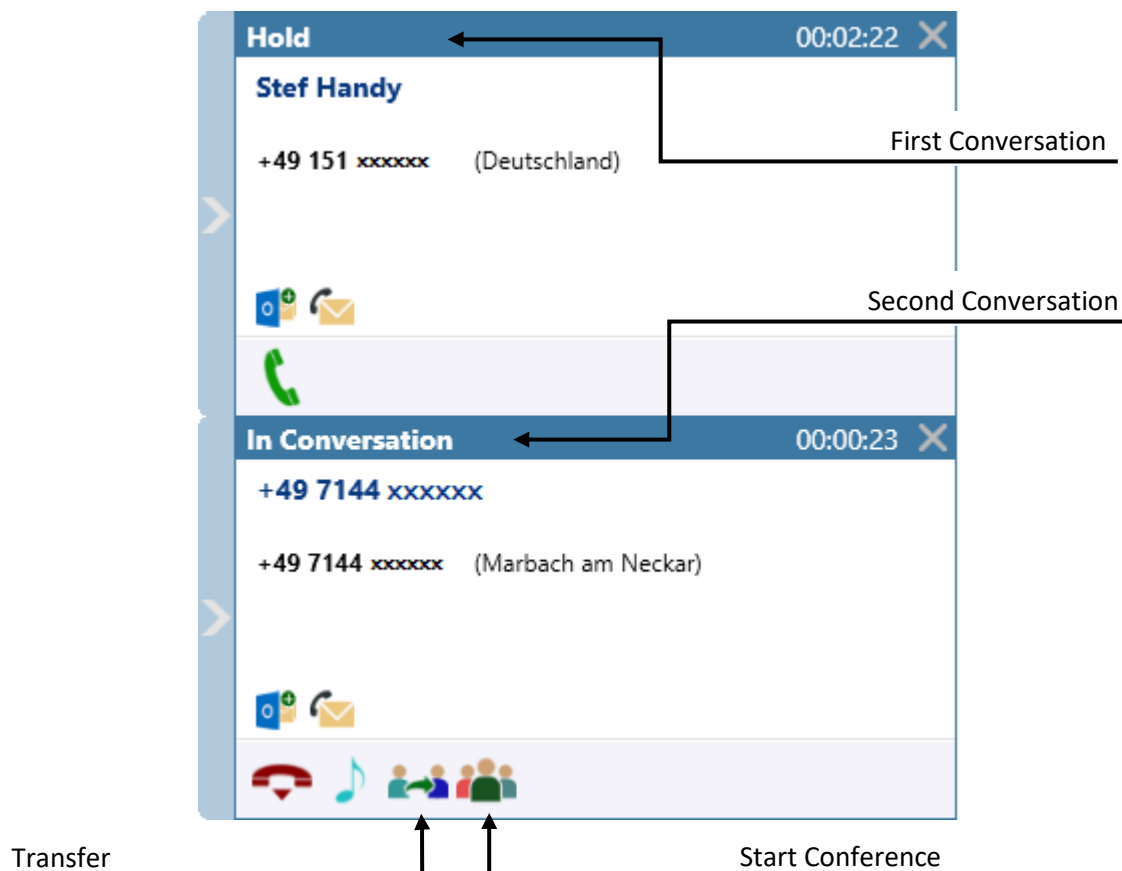 Hold 00:02:22
Stef Handy
First Conversation
+49 151 xxxxxx (Deutschland)
Second Conversation
In Conversation 00:00:23
+49 7144 xxxxxx
+49 7144 xxxxxx (Marbach am Neckar)
Transfer Start Conference